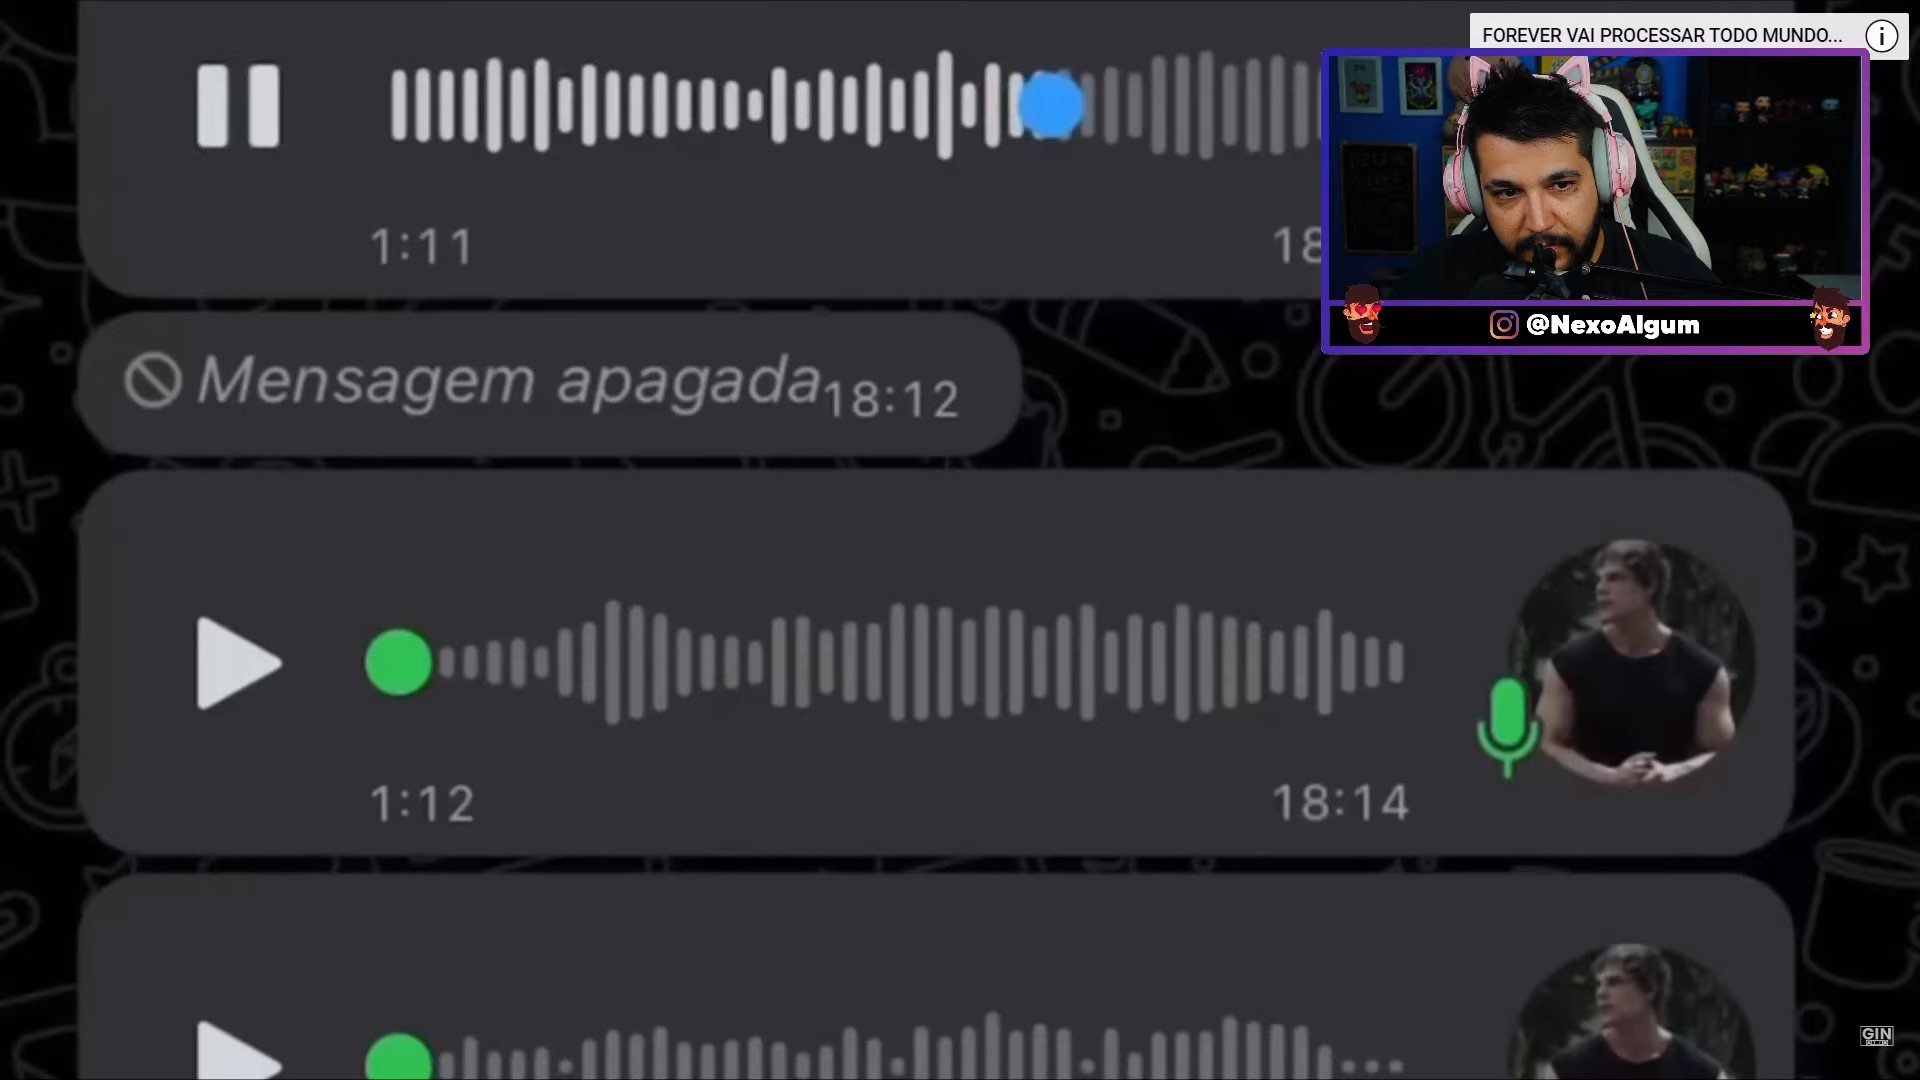 FOREVER VAI PROCESSAR TODO MUNDO...
1:11
18
@NexoAlgum
Mensagem apagada 18:12
1:12
18:14
GIN